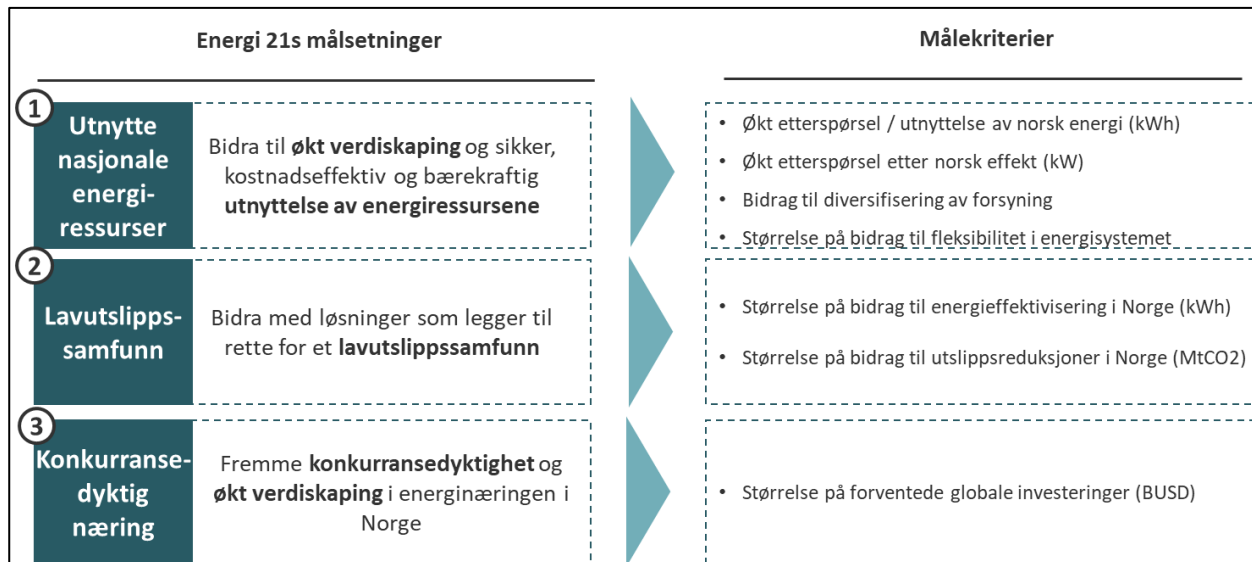 Energi 21s målsetninger
Målekriterier
1
Utnytte
nasjonale
energi-
ressurser
Bidra til økt verdiskaping og sikker,
kostnadseffektiv og bærekraftig
utnyttelse av energiressursene
• Økt etterspørsel / utnyttelse av norsk energi (kWh)
• Økt etterspørsel etter norsk effekt (kW)
• Bidrag til diversifisering av forsyning
• Størrelse på bidrag til fleksibilitet i energisystemet
2
Lavutslipps-
samfunn
Bidra med løsninger som legger til
rette for et lavutslippssamfunn
• Størrelse på bidrag til energieffektivisering i Norge (kWh)
• Størrelse på bidrag til utslippsreduksjoner i Norge (MtCO2)
3
Konkurranse-
dyktig
næring
Fremme konkurransedyktighet og
økt verdiskaping i energinæringen i
Norge
• Størrelse på forventede globale investeringer (BUSD)